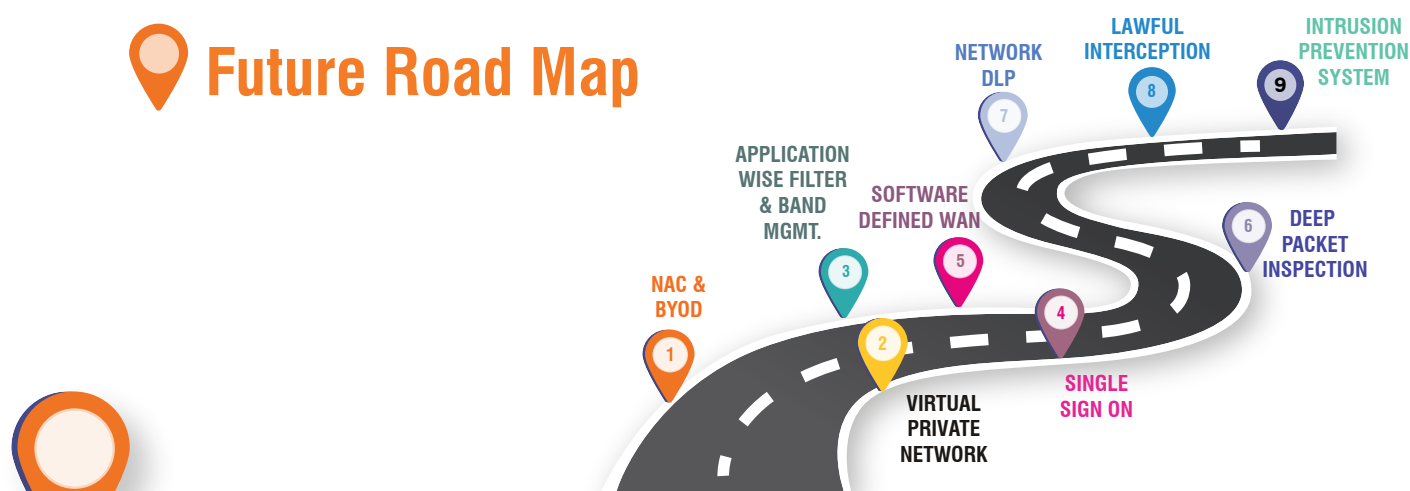 Future Road Map
1
NAC &
BYOD
2
VIRTUAL
PRIVATE
NETWORK
3
APPLICATION
WISE FILTER
& BAND
MGMT.
4
SINGLE
SIGN ON
5
SOFTWARE
DEFINED WAN
6
DEEP
PACKET
INSPECTION
7
NETWORK
DLP
8
LAWFUL
INTERCEPTION
9
INTRUSION
PREVENTION
SYSTEM